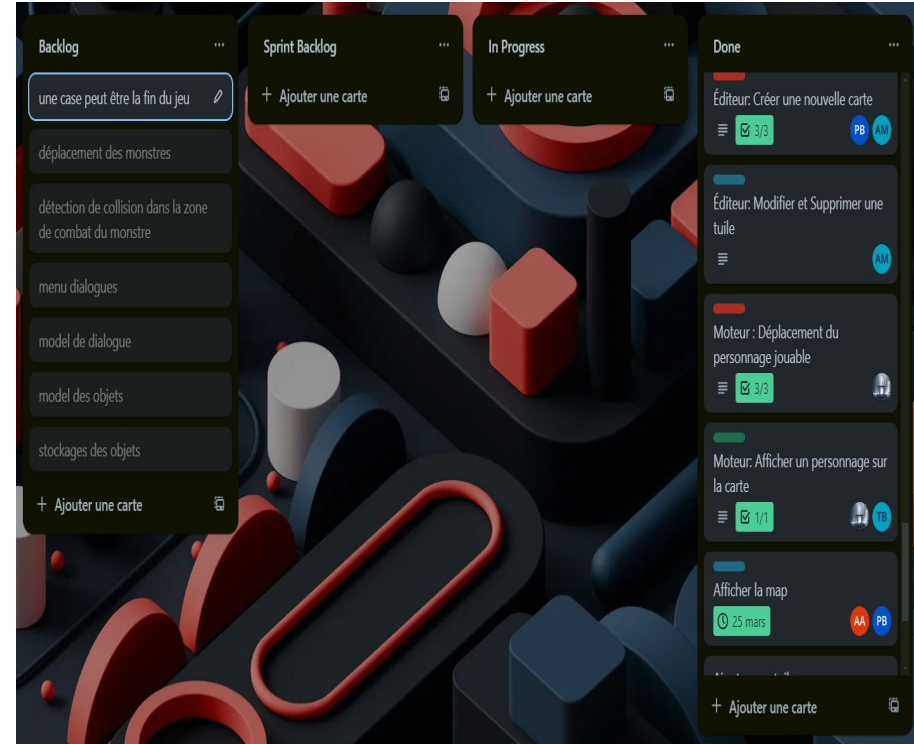 Backlog
une case peut être la fin du jeu
déplacement des monstres
détection de collision dans la zone
de combat du monstre
menu dialogues
model de dialogue
model des objets
stockages des objets
+ Ajouter une carte
Sprint Backlog
+ Ajouter une carte
In Progress
+ Ajouter une carte
Done
Éditeur: Créer une nouvelle carte
3/3 PB AM
Éditeur: Modifier et Supprimer une
tuile
AM
Moteur : Déplacement du
personnage jouable
3/3
Moteur: Afficher un personnage sur
la carte
1/1 TB
Afficher la map
25 mars AA PB
+ Ajouter une carte